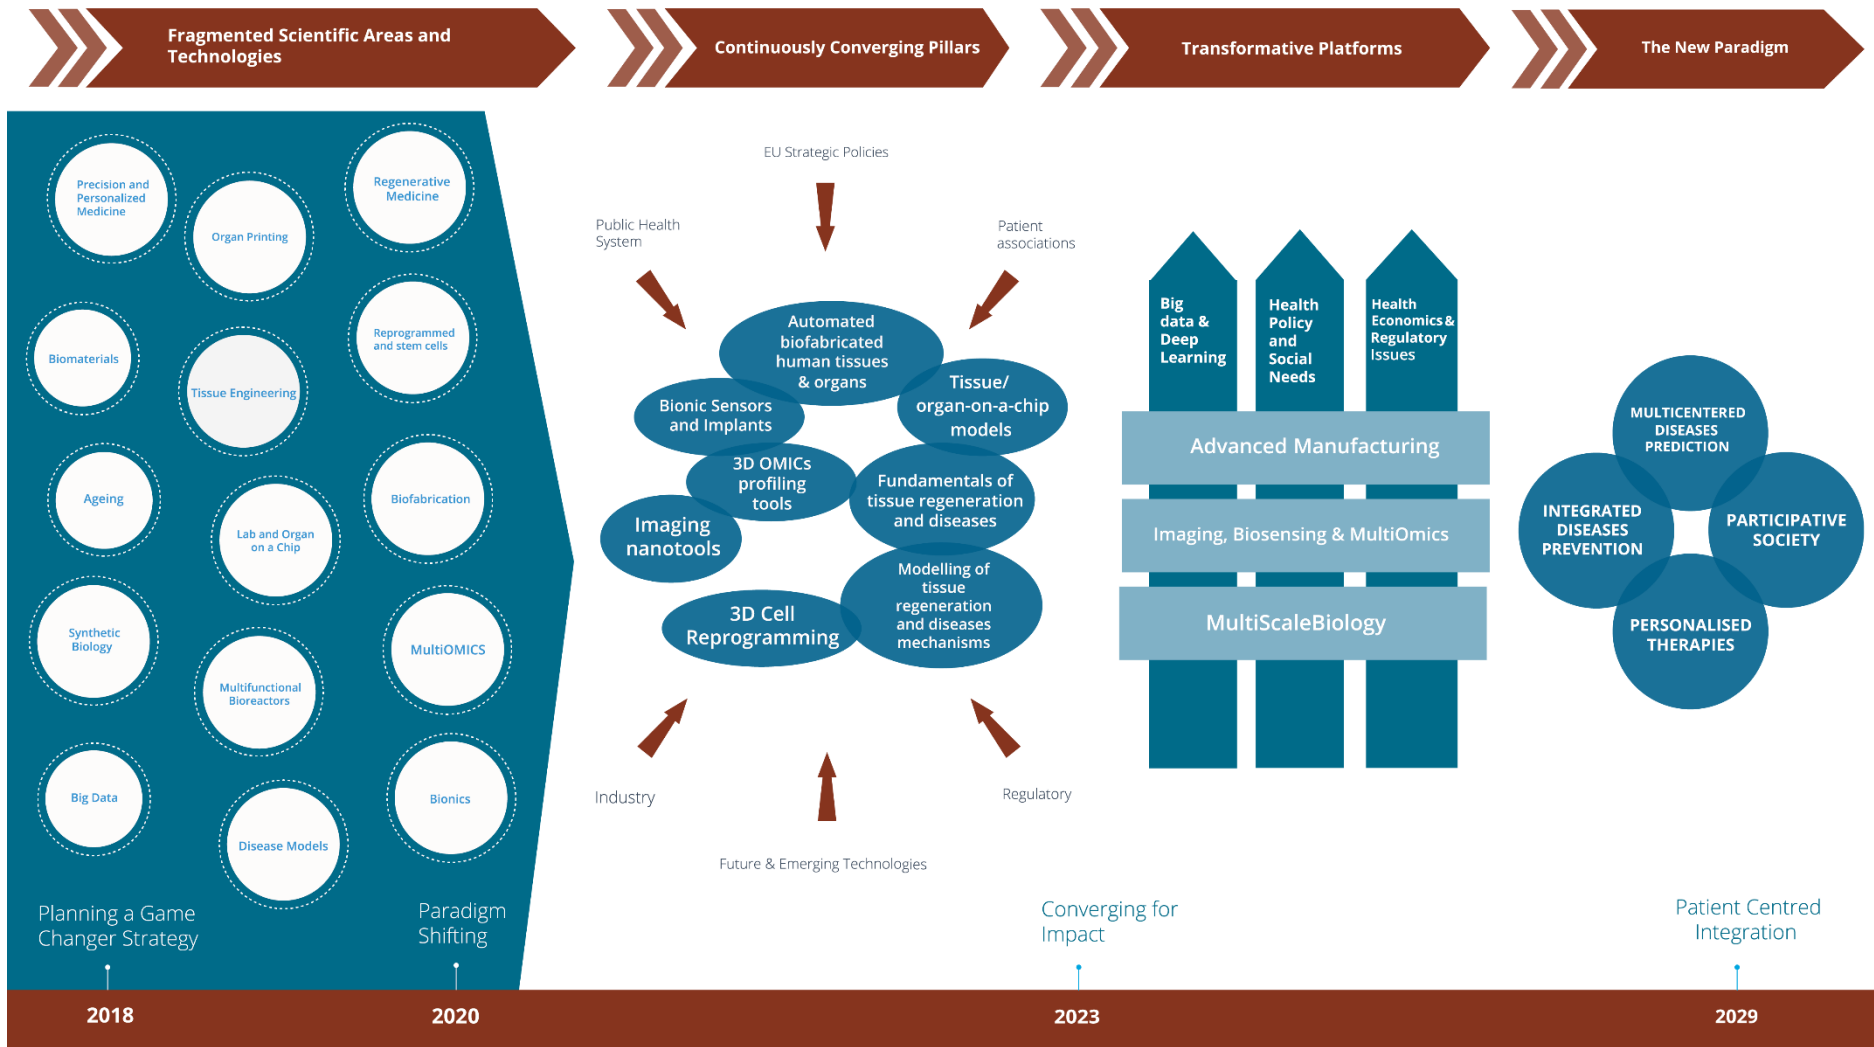 Fragmented Scientific Areas and
Technologies
Continuously Converging Pillars
Transformative Platforms
The New Paradigm
Precision and
Personalized
Medicine
Organ Printing
Regenerative
Medicine
Biomaterials
Tissue Engineering
Reprogrammed
and stem cells
Ageing
Lab and Organ
on a Chip
Biofabrication
Synthetic
Biology
Multifunctional
Bioreactors
MultiOMICS
Big Data
Disease Models
Bionics
Planning a Game
Changer Strategy
Paradigm
Shifting
EU Strategic Policies
Public Health
System
Patient
associations
Automated
biofabricated
human tissues
& organs
Bionic Sensors
and Implants
Tissue/
organ-on-a-chip
models
3D OMICs
profiling
tools
Fundamentals of
tissue regeneration
and diseases
Imaging
nanotools
Modelling of
tissue
regeneration
and diseases
mechanisms
3D Cell
Reprogramming
Industry
Regulatory
Future & Emerging Technologies
Big
data &
Deep
Learning
Health
Policy
and
Social
Needs
Health
Economics &
Regulatory
Issues
Advanced Manufacturing
Imaging, Biosensing & MultiOmics
MultiScaleBiology
MULTICENTERED
DISEASES
PREDICTION
INTEGRATED
DISEASES
PREVENTION
PARTICIPATIVE
SOCIETY
PERSONALISED
THERAPIES
Converging for
Impact
Patient Centred
Integration
2018
2020
2023
2029